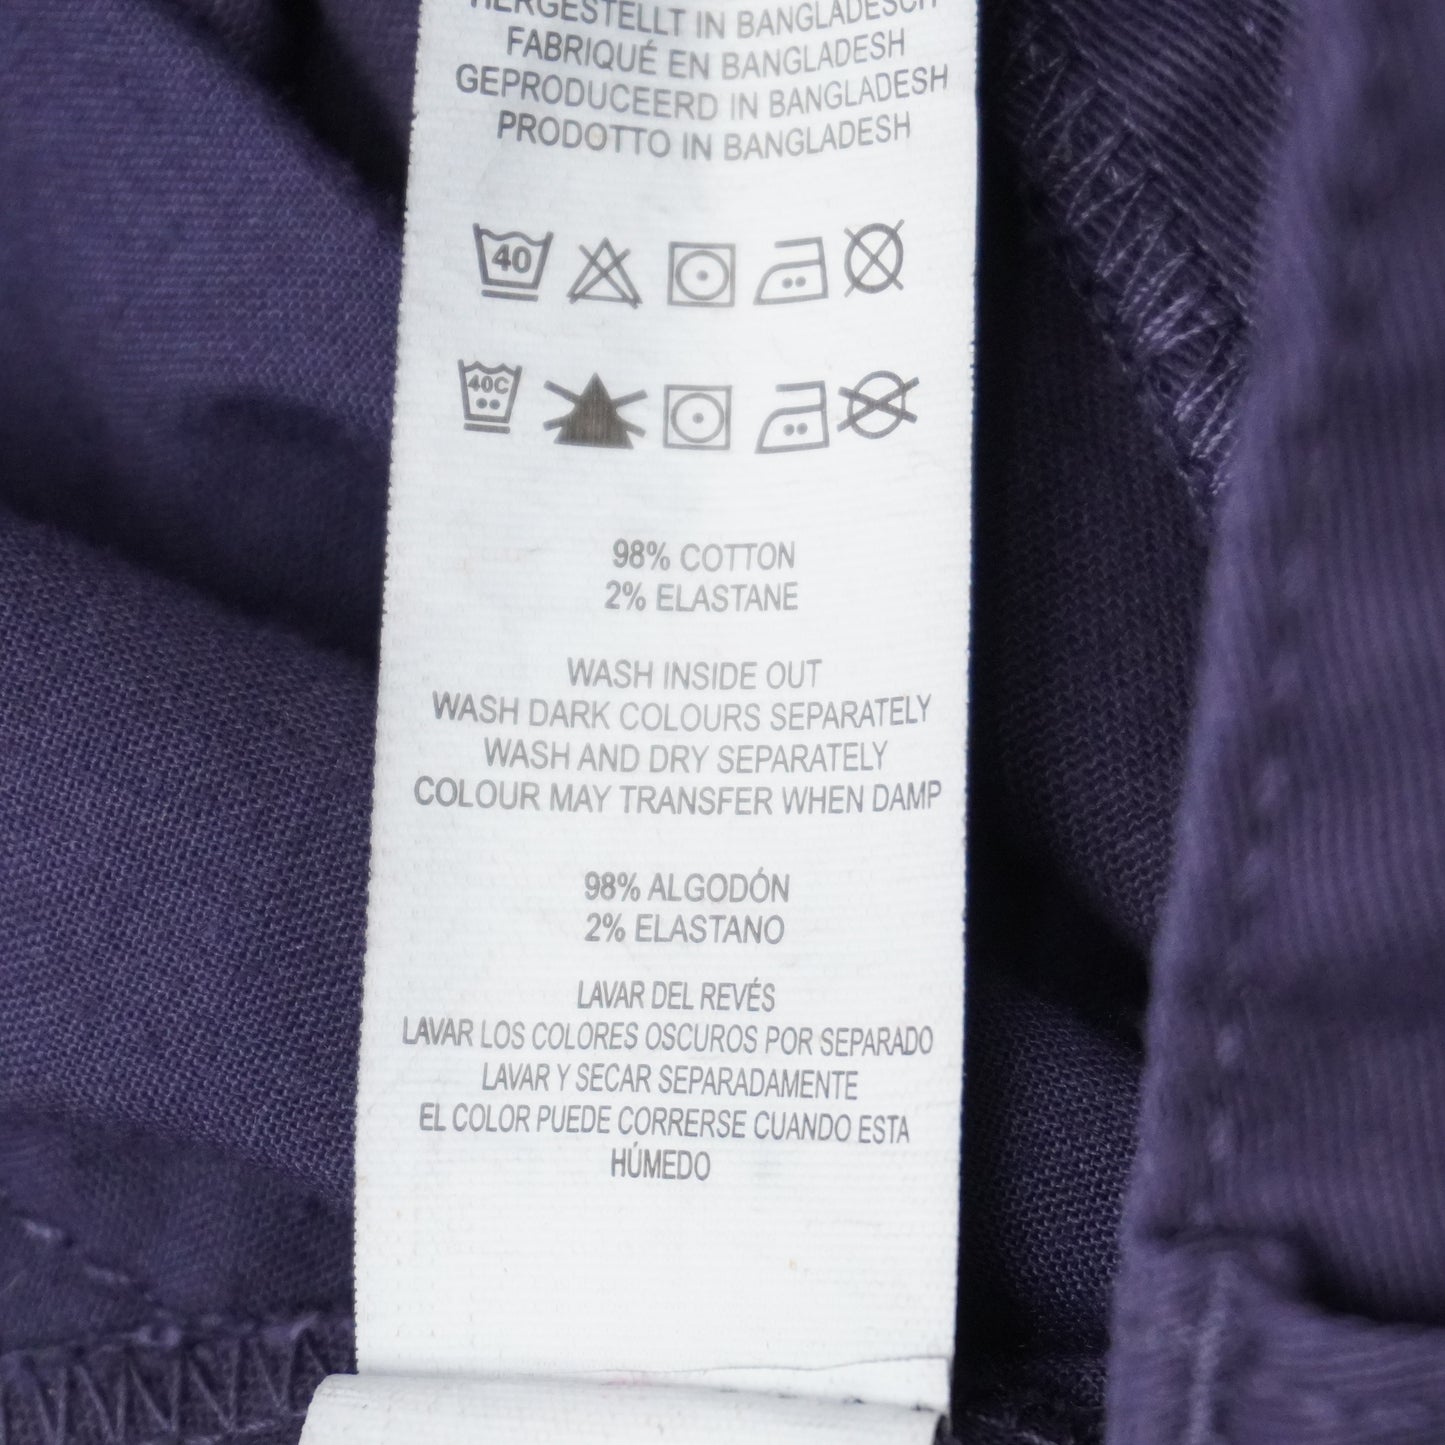 HERGESTELLT IN BANGLADESCH
FABRIQUÉ EN BANGLADESH
GEPRODUCEERD IN BANGLADESH
PRODOTTO IN BANGLADESH
40
40C
98% COTTON
2% ELASTANE
WASH INSIDE OUT
WASH DARK COLOURS SEPARATELY
WASH AND DRY SEPARATELY
COLOUR MAY TRANSFER WHEN DAMP
98% ALGODÓN
2% ELASTANO
LAVAR DEL REVÉS
LAVAR LOS COLORES OSCUROS POR SEPARADO
LAVAR Y SECAR SEPARADAMENTE
EL COLOR PUEDE CORRERSE CUANDO ESTA
HÚMEDO